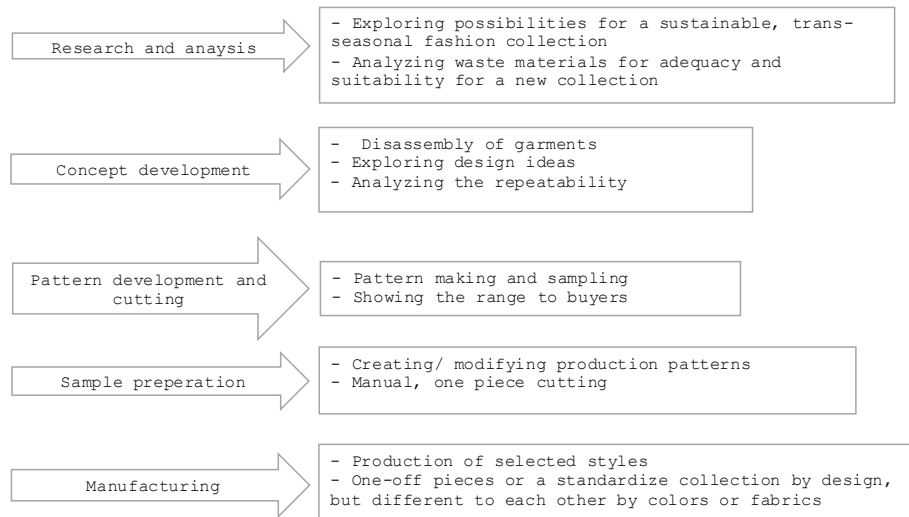 Research and anaysis
- Exploring possibilities for a sustainable, trans-
seasonal fashion collection
- Analyzing waste materials for adequacy and
suitability for a new collection
Concept development
- Disassembly of garments
- Exploring design ideas
- Analyzing the repeatability
Pattern development and
cutting
- Pattern making and sampling
- Showing the range to buyers
Sample preperation
- Creating/ modifying production patterns
- Manual, one piece cutting
Manufacturing
- Production of selected styles
- One-off pieces or a standardize collection by design,
but different to each other by colors or fabrics